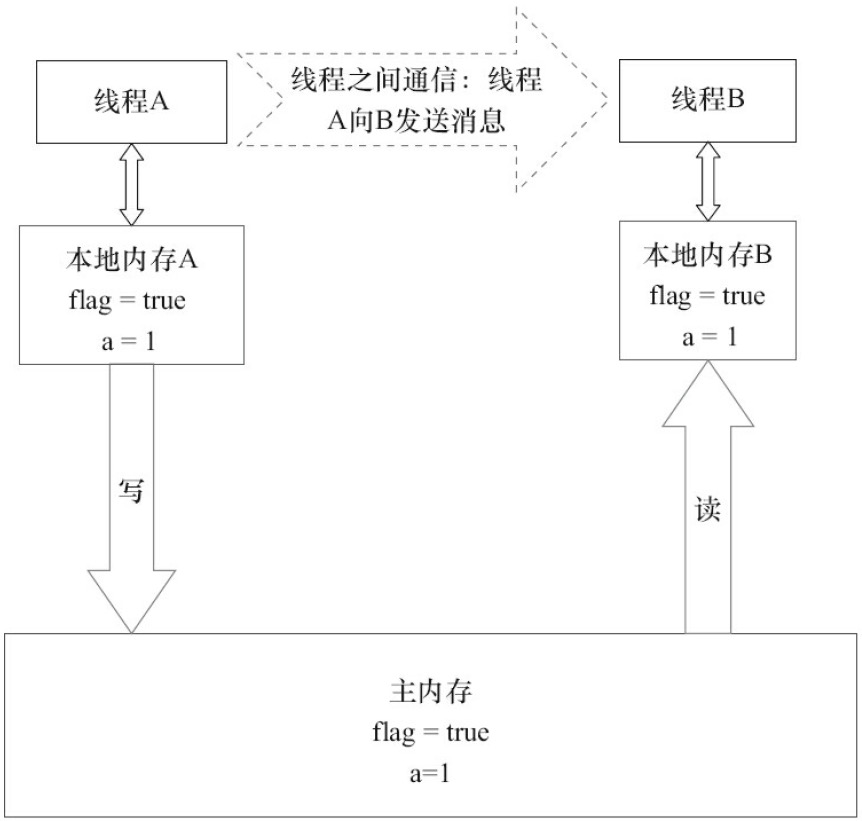 线程A
线程之间通信：线程
A向B发送消息
线程B
本地内存A
flag = true
a = 1
本地内存B
flag = true
a = 1
写
读
主内存
flag = true
a=1